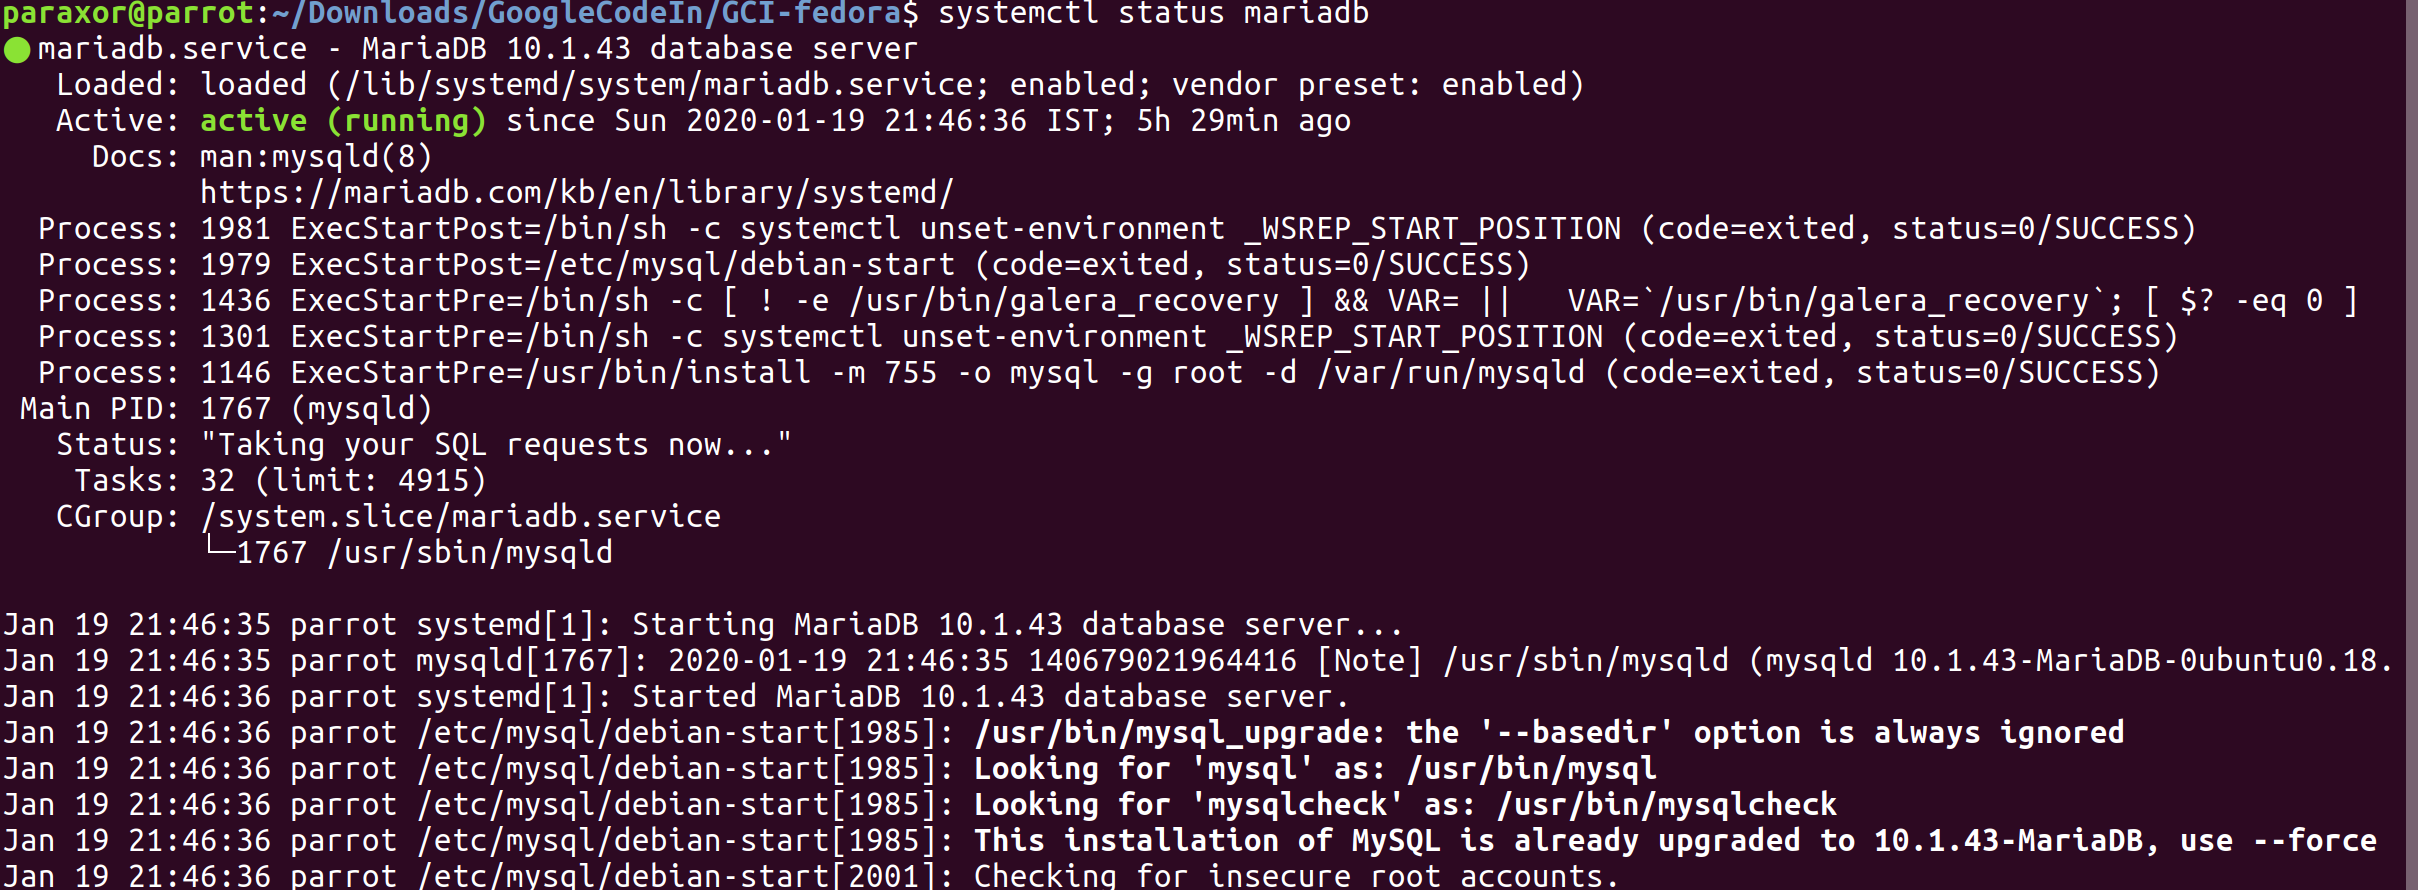 paraxor@parrot:~/Downloads/GoogleCodeIn/GCI-fedora$ systemctl status mariadb
● mariadb.service - MariaDB 10.1.43 database server
   Loaded: loaded (/lib/systemd/system/mariadb.service; enabled; vendor preset: enabled)
   Active: active (running) since Sun 2020-01-19 21:46:36 IST; 5h 29min ago
     Docs: man:mysqld(8)
           https://mariadb.com/kb/en/library/systemd/
  Process: 1981 ExecStartPost=/bin/sh -c systemctl unset-environment _WSREP_START_POSITION (code=exited, status=0/SUCCESS)
  Process: 1979 ExecStartPost=/etc/mysql/debian-start (code=exited, status=0/SUCCESS)
  Process: 1436 ExecStartPre=/bin/sh -c [ ! -e /usr/bin/galera_recovery ] && VAR= ||   VAR=`/usr/bin/galera_recovery`; [ $? -eq 0 ]
  Process: 1301 ExecStartPre=/bin/sh -c systemctl unset-environment _WSREP_START_POSITION (code=exited, status=0/SUCCESS)
  Process: 1146 ExecStartPre=/usr/bin/install -m 755 -o mysql -g root -d /var/run/mysqld (code=exited, status=0/SUCCESS)
 Main PID: 1767 (mysqld)
   Status: "Taking your SQL requests now..."
    Tasks: 32 (limit: 4915)
   CGroup: /system.slice/mariadb.service
           └─1767 /usr/sbin/mysqld
Jan 19 21:46:35 parrot systemd[1]: Starting MariaDB 10.1.43 database server...
Jan 19 21:46:35 parrot mysqld[1767]: 2020-01-19 21:46:35 140679021964416 [Note] /usr/sbin/mysqld (mysqld 10.1.43-MariaDB-0ubuntu0.18.
Jan 19 21:46:36 parrot systemd[1]: Started MariaDB 10.1.43 database server.
Jan 19 21:46:36 parrot /etc/mysql/debian-start[1985]: /usr/bin/mysql_upgrade: the '--basedir' option is always ignored
Jan 19 21:46:36 parrot /etc/mysql/debian-start[1985]: Looking for 'mysql' as: /usr/bin/mysql
Jan 19 21:46:36 parrot /etc/mysql/debian-start[1985]: Looking for 'mysqlcheck' as: /usr/bin/mysqlcheck
Jan 19 21:46:36 parrot /etc/mysql/debian-start[1985]: This installation of MySQL is already upgraded to 10.1.43-MariaDB, use --force
Jan 19 21:46:36 parrot /etc/mysql/debian-start[2001]: Checking for insecure root accounts.